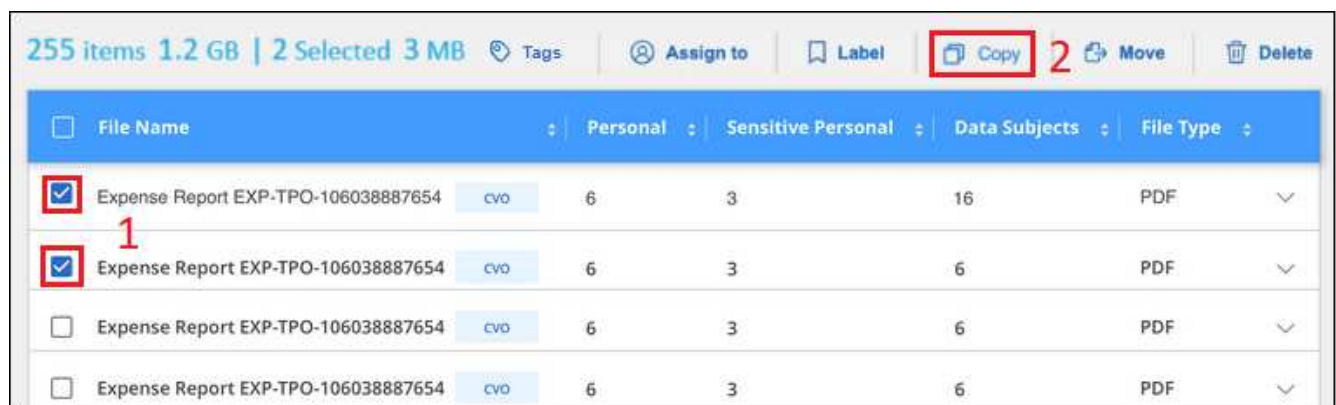 255 items 1.2 GB | 2 Selected 3 MB Tags Assign to Label Copy 2 Move Delete
File Name Personal Sensitive Personal Data Subjects File Type
Expense Report EXP-TPO-106038887654 CVO 6 3 16 PDF
1
Expense Report EXP-TPO-106038887654 CVO 6 3 6 PDF
Expense Report EXP-TPO-106038887654 CVO 6 3 6 PDF
Expense Report EXP-TPO-106038887654 CVO 6 3 6 PDF